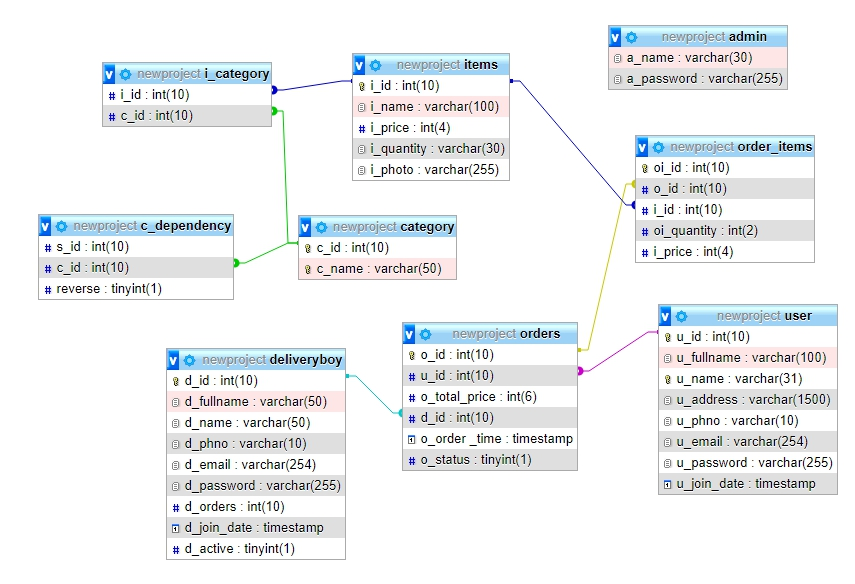 newproject admin
a_name : varchar(30)
a_password : varchar(255)
newproject i_category
i_id : int(10)
c_id : int(10)
newproject items
i_id : int(10)
i_name : varchar(100)
i_price : int(4)
i_quantity : varchar(30)
i_photo : varchar(255)
newproject order_items
oi_id : int(10)
o_id : int(10)
i_id : int(10)
oi_quantity : int(2)
i_price : int(4)
newproject c_dependency
s_id : int(10)
c_id : int(10)
reverse : tinyint(1)
newproject category
c_id : int(10)
c_name : varchar(50)
newproject user
u_id : int(10)
u_fullname : varchar(100)
u_name : varchar(31)
u_address : varchar(1500)
u_phno : varchar(10)
u_email : varchar(254)
u_password : varchar(255)
u_join_date : timestamp
newproject orders
o_id : int(10)
u_id : int(10)
o_total_price : int(6)
d_id : int(10)
o_order _time : timestamp
o_status : tinyint(1)
newproject deliveryboy
d_id : int(10)
d_fullname : varchar(50)
d_name : varchar(50)
d_phno : varchar(10)
d_email : varchar(254)
d_password : varchar(255)
d_orders : int(10)
d_join_date : timestamp
d_active : tinyint(1)